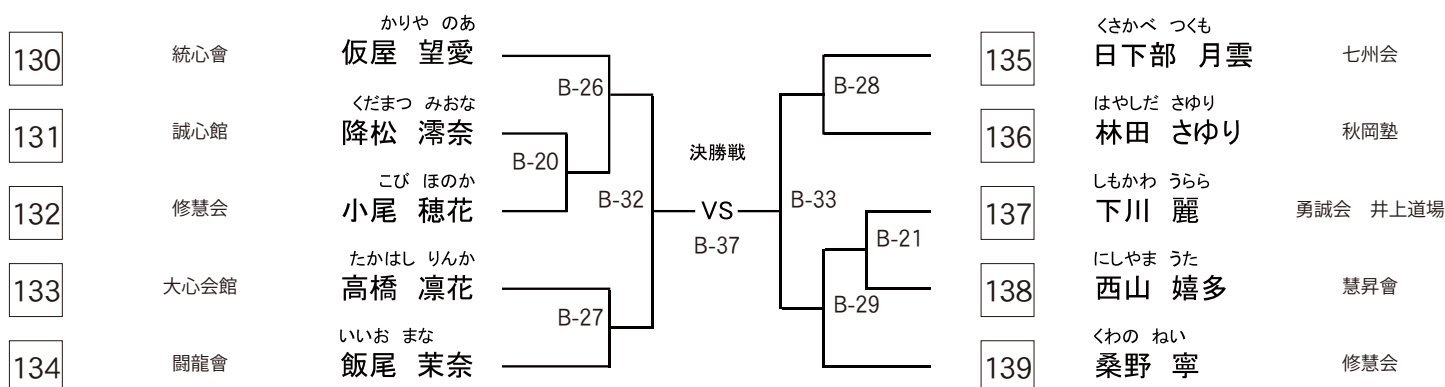 かりや のあ
130 統心會 仮屋 望愛
くだまつ みおな
131 誠心館 降松 澪奈
こび ほのか
132 修慧会 小尾 穂花
たかはし りんか
133 大心会館 高橋 凛花
いいお まな
134 闘龍會 飯尾 茉奈
B-26
B-20
B-32
B-27
決勝戦
VS
B-37
B-28
B-33
B-21
B-29
くさかべ つくも
135 日下部 月雲 七州会
はやしだ さゆり
136 林田 さゆり 秋岡塾
しもかわ うらら
137 下川 麗 勇誠会 井上道場
にしやま うた
138 西山 嬉多 慧昇會
くわの ねい
139 桑野 寧 修慧会